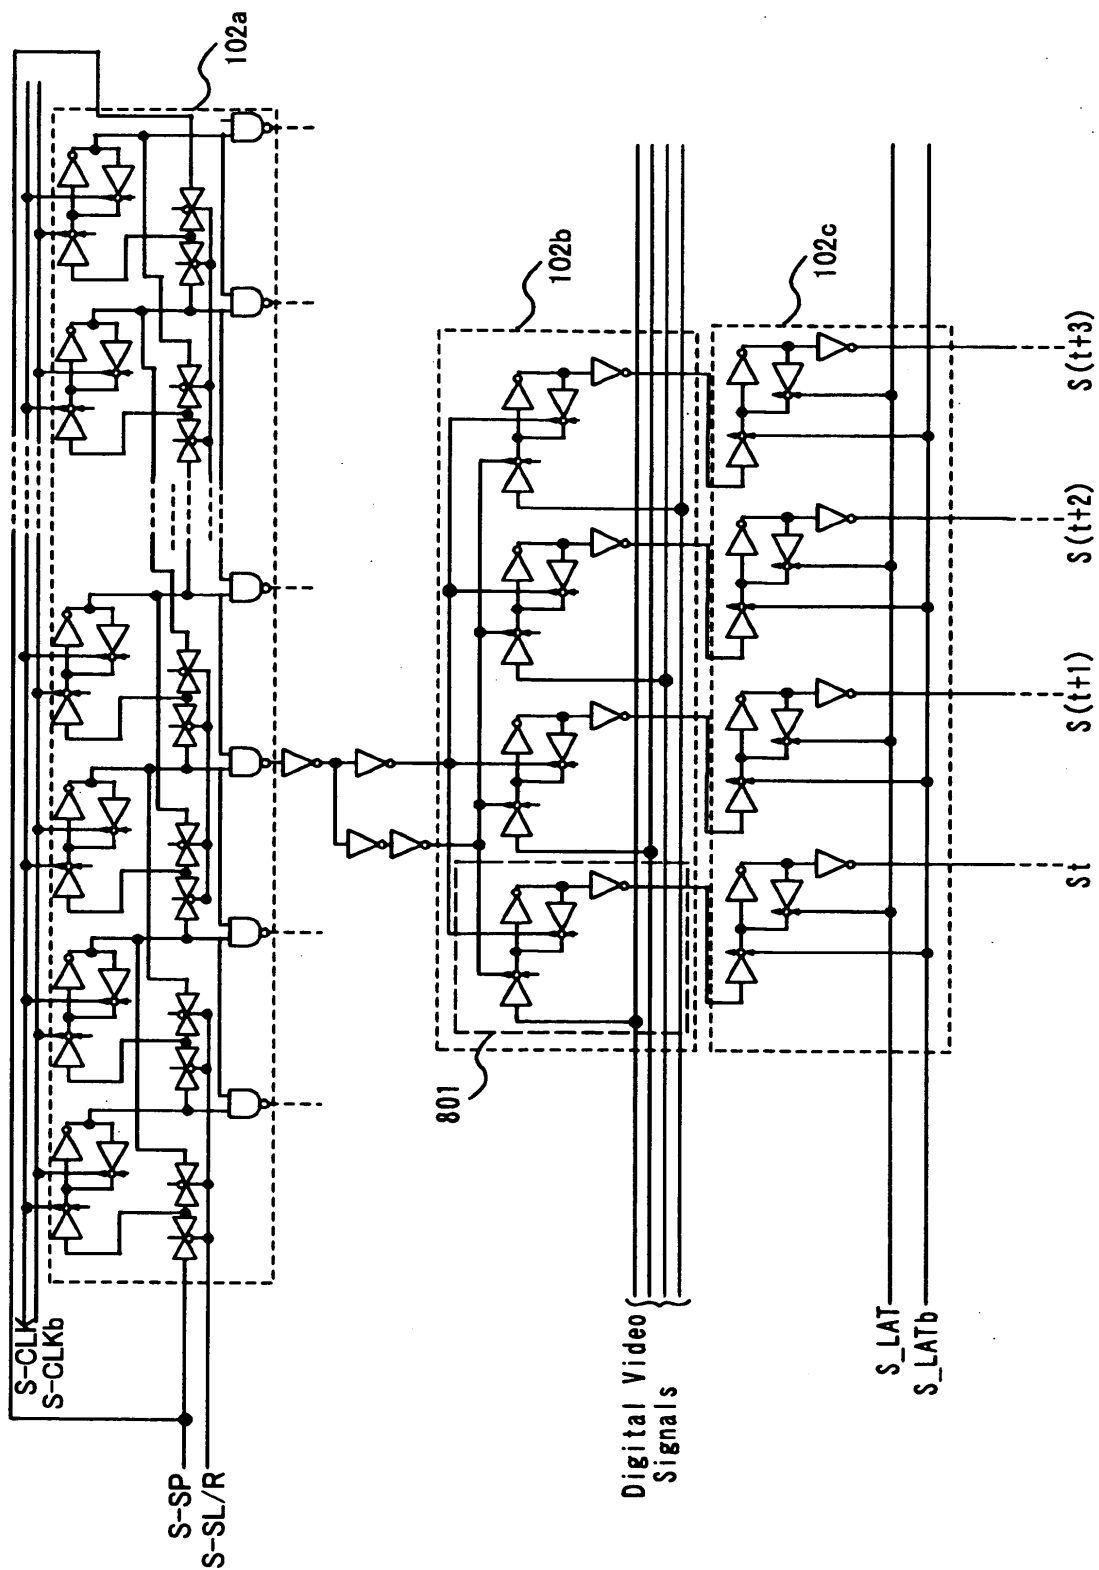 S-CLK
S-CLKb
S-SP
S-SL/R
102a
801
102b
Digital Video
Signals
102c
S_LAT
S_LATb
St
S(t+1)
S(t+2)
S(t+3)